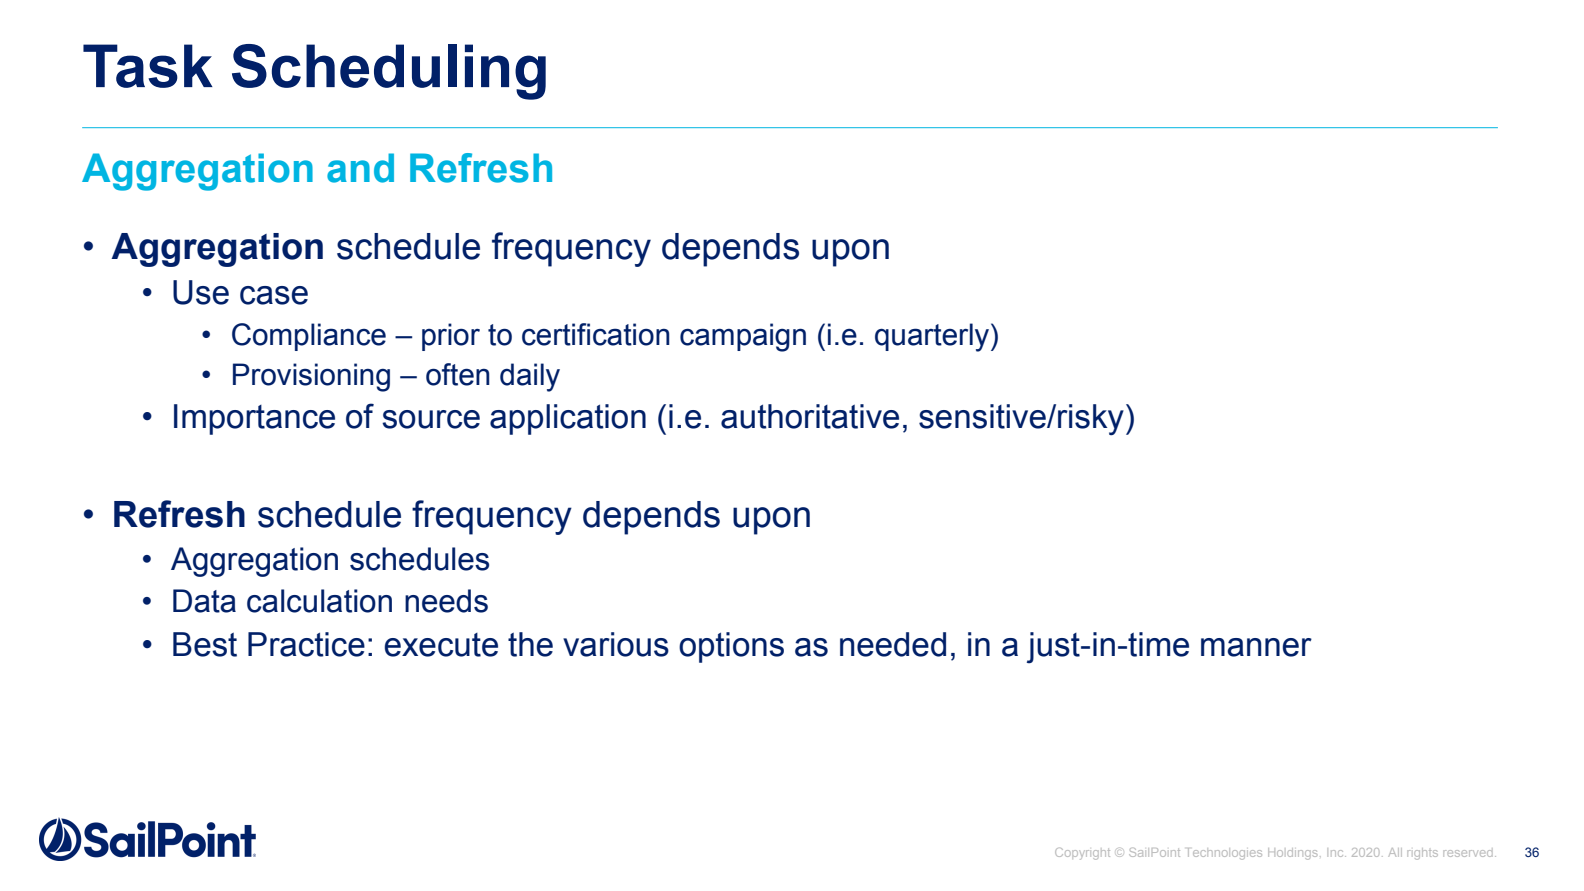 Task Scheduling
Aggregation and Refresh
• Aggregation schedule frequency depends upon
• Use case
• Compliance – prior to certification campaign (i.e. quarterly)
• Provisioning – often daily
• Importance of source application (i.e. authoritative, sensitive/risky)
• Refresh schedule frequency depends upon
• Aggregation schedules
• Data calculation needs
• Best Practice: execute the various options as needed, in a just-in-time manner
SailPoint
Copyright © SailPoint Technologies Holdings, Inc. 2020. All rights reserved. 36